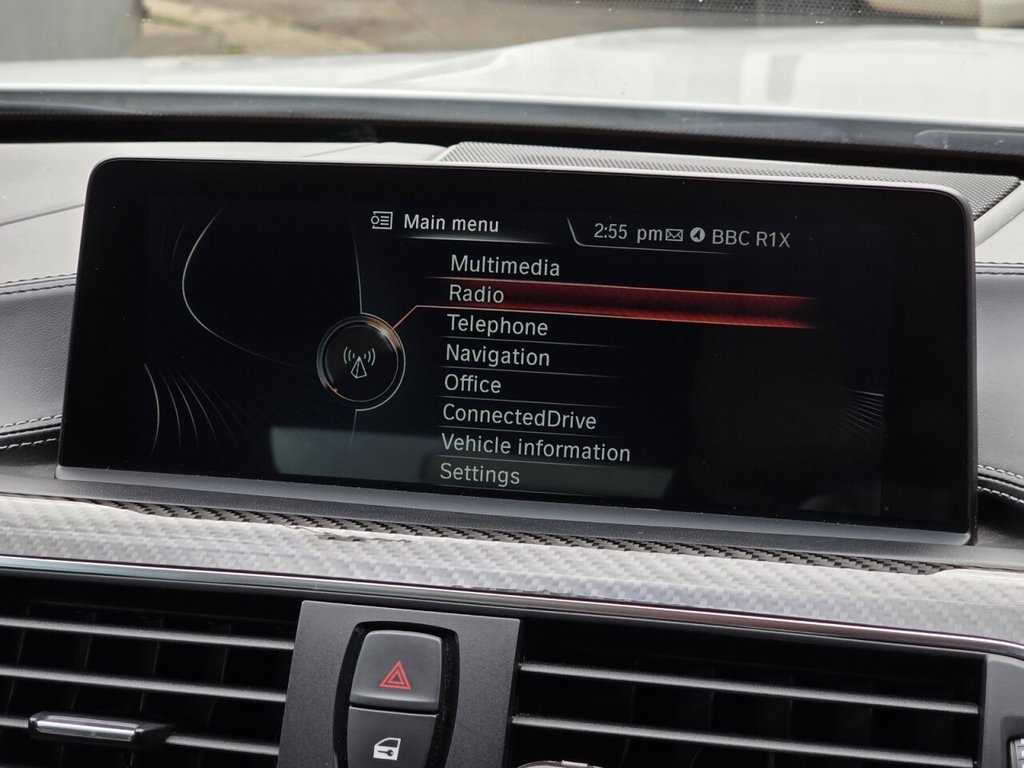 Main menu
2:55 pm BBC R1X
Multimedia
Radio
Telephone
Navigation
Office
ConnectedDrive
Vehicle information
Settings